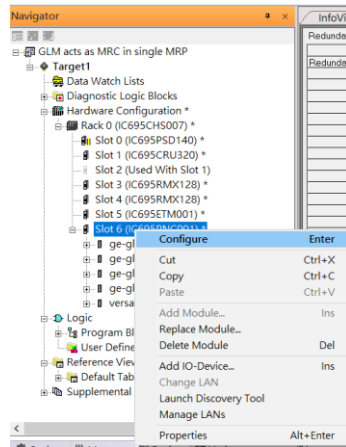 Navigator
InfoVi
Redunda
GLM acts as MRC in single MRP
Target1
Redunda
Data Watch Lists
Diagnostic Logic Blocks
Hardware Configuration *
Rack 0 (IC695CHS007) *
Slot 0 (IC695PSD140) *
Slot 1 (IC695CRU320) *
Slot 2 (Used With Slot 1)
Slot 3 (IC695RMX128) *
Slot 4 (IC695RMX128) *
Slot 5 (IC695ETM001) *
Slot 6 (IC695PNC001) *
Configure Enter
ge-gl
Cut Ctrl+X
ge-gl
Copy Ctrl+C
ge-gl
Paste Ctrl+V
ge-gl
versa
Add Module... Ins
Logic
Replace Module...
Program Bl
Delete Module Del
User Define
Reference View
Add IO-Device... Ins
Default Tab
Change LAN
Supplemental
Launch Discovery Tool
Manage LANs
Properties Alt+Enter